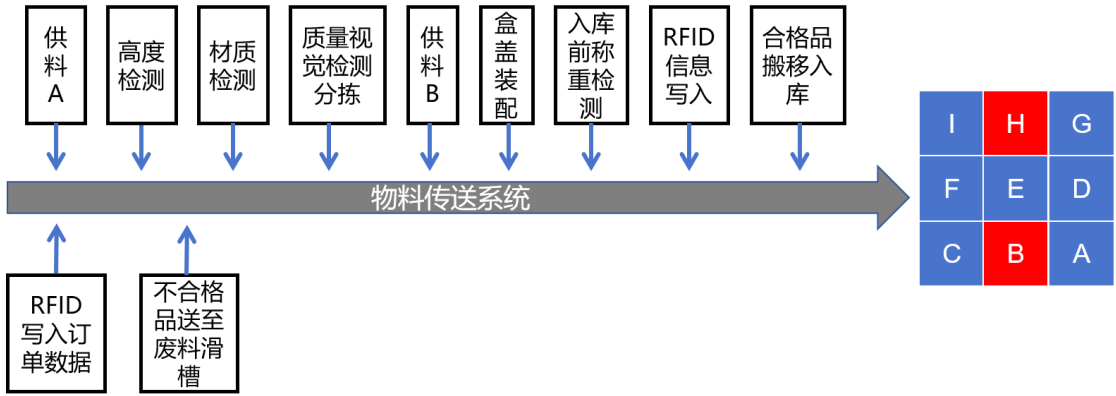 供
料
A
高度
检测
材质
检测
质量视
觉检测
分拣
供
料
B
盒
盖
装
配
入库
前称
重检
测
RFID
信息
写入
合格品
搬移入
库
物料传送系统
RFID
写入订
单数据
不合格
品送至
废料滑
槽
I H G
F E D
C B A